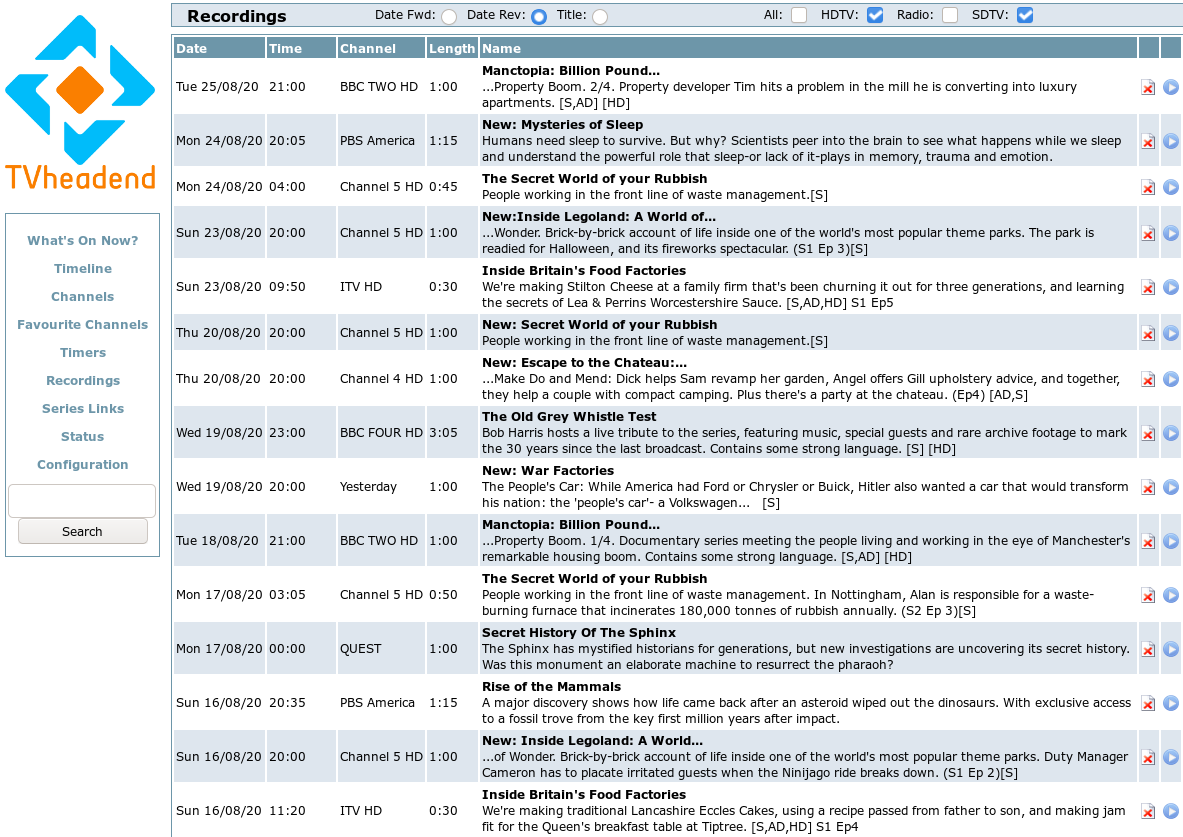 TVheadend
What's On Now?
Timeline
Channels
Favourite Channels
Timers
Recordings
Series Links
Status
Configuration
Search
Recordings Date Fwd: Date Rev: Title: All: HDTV: Radio: SDTV:
Date Time Channel Length Name
Tue 25/08/20 21:00 BBC TWO HD 1:00 Manctopia: Billion Pound...
...Property Boom. 2/4. Property developer Tim hits a problem in the mill he is converting into luxury
apartments. [S,AD] [HD]
Mon 24/08/20 20:05 PBS America 1:15 New: Mysteries of Sleep
Humans need sleep to survive. But why? Scientists peer into the brain to see what happens while we sleep
and understand the powerful role that sleep-or lack of it-plays in memory, trauma and emotion.
Mon 24/08/20 04:00 Channel 5 HD 0:45 The Secret World of your Rubbish
People working in the front line of waste management.[S]
Sun 23/08/20 20:00 Channel 5 HD 1:00 New:Inside Legoland: A World of...
...Wonder. Brick-by-brick account of life inside one of the world's most popular theme parks. The park is
readied for Halloween, and its fireworks spectacular. (S1 Ep 3)[S]
Sun 23/08/20 09:50 ITV HD 0:30 Inside Britain's Food Factories
We're making Stilton Cheese at a family firm that's been churning it out for three generations, and learning
the secrets of Lea & Perrins Worcestershire Sauce. [S,AD,HD] S1 Ep5
Thu 20/08/20 20:00 Channel 5 HD 1:00 New: Secret World of your Rubbish
People working in the front line of waste management.[S]
Thu 20/08/20 20:00 Channel 4 HD 1:00 New: Escape to the Chateau:...
...Make Do and Mend: Dick helps Sam revamp her garden, Angel offers Gill upholstery advice, and together,
they help a couple with compact camping. Plus there's a party at the chateau. (Ep4) [AD,S]
Wed 19/08/20 23:00 BBC FOUR HD 3:05 The Old Grey Whistle Test
Bob Harris hosts a live tribute to the series, featuring music, special guests and rare archive footage to mark
the 30 years since the last broadcast. Contains some strong language. [S] [HD]
Wed 19/08/20 20:00 Yesterday 1:00 New: War Factories
The People's Car: While America had Ford or Chrysler or Buick, Hitler also wanted a car that would transform
his nation: the 'people's car'- a Volkswagen... [S]
Tue 18/08/20 21:00 BBC TWO HD 1:00 Manctopia: Billion Pound...
...Property Boom. 1/4. Documentary series meeting the people living and working in the eye of Manchester's
remarkable housing boom. Contains some strong language. [S,AD] [HD]
Mon 17/08/20 03:05 Channel 5 HD 0:50 The Secret World of your Rubbish
People working in the front line of waste management. In Nottingham, Alan is responsible for a waste-
burning furnace that incinerates 180,000 tonnes of rubbish annually. (S2 Ep 3)[S]
Mon 17/08/20 00:00 QUEST 1:00 Secret History Of The Sphinx
The Sphinx has mystified historians for generations, but new investigations are uncovering its secret history.
Was this monument an elaborate machine to resurrect the pharaoh?
Sun 16/08/20 20:35 PBS America 1:15 Rise of the Mammals
A major discovery shows how life came back after an asteroid wiped out the dinosaurs. With exclusive access
to a fossil trove from the key first million years after impact.
Sun 16/08/20 20:00 Channel 5 HD 1:00 New: Inside Legoland: A World...
...of Wonder. Brick-by-brick account of life inside one of the world's most popular theme parks. Duty Manager
Cameron has to placate irritated guests when the Ninijago ride breaks down. (S1 Ep 2)[S]
Sun 16/08/20 11:20 ITV HD 0:30 Inside Britain's Food Factories
We're making traditional Lancashire Eccles Cakes, using a recipe passed from father to son, and making jam
fit for the Queen's breakfast table at Tiptree. [S,AD,HD] S1 Ep4